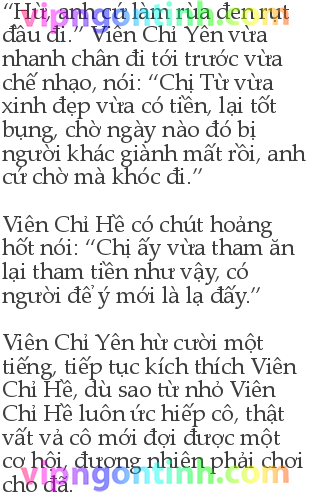 “Hừ, anh cứ làm rùa đen rụt
đầu đi.” Viên Chỉ Yên vừa
nhanh chân đi tới trước vừa
chế nhạo, nói: “Chị Từ vừa
xinh đẹp vừa có tiền, lại tốt
bụng, chờ ngày nào đó bị
người khác giành mất rồi, anh
cứ chờ mà khóc đi.”
Viên Chỉ Hề có chút hoảng
hốt nói: “Chị ấy vừa tham ăn
lại tham tiền như vậy, có
người để ý mới là lạ đấy.”
Viên Chỉ Yên hừ cười một
tiếng, tiếp tục kích thích Viên
Chỉ Hề, dù sao từ nhỏ Viên
Chỉ Hề luôn ức hiếp cô, thật
vất vả cô mới đợi được một
cơ hội, đương nhiên phải chơi
cho đã.
vipngontinh.com
vipngontinh.com